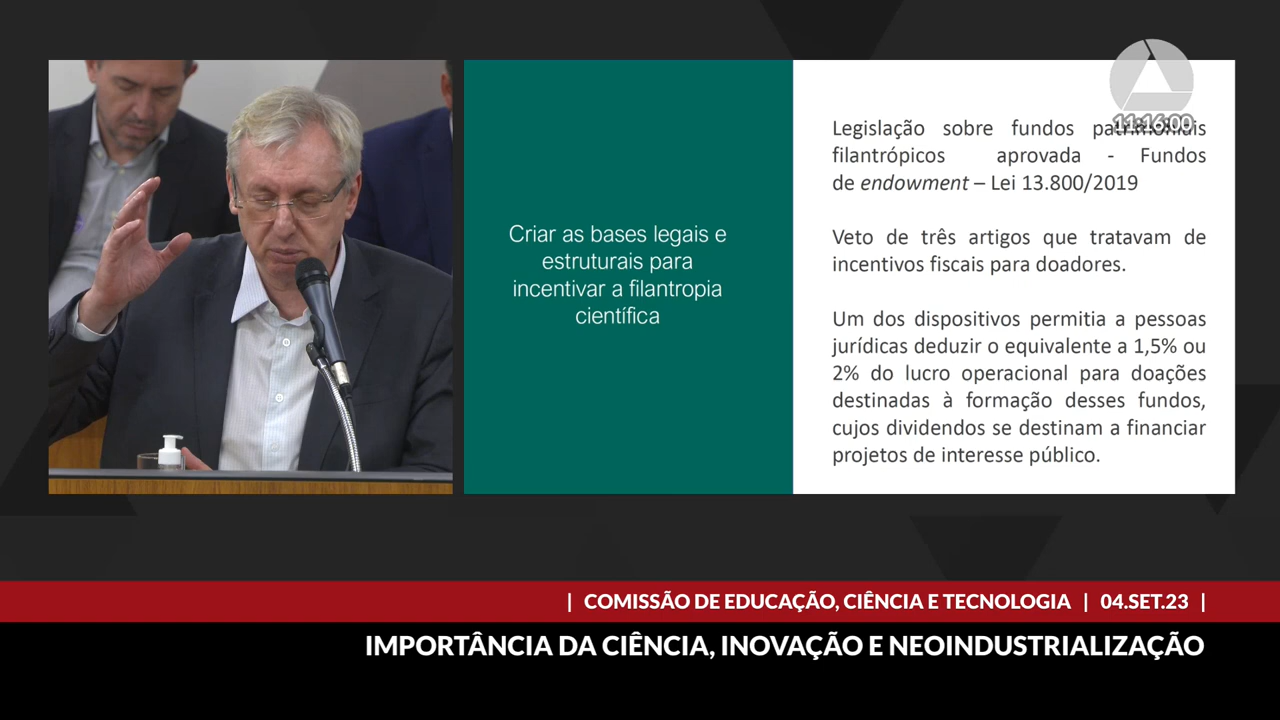 11:16:00
Criar as bases legais e
estruturais para
incentivar a filantropia
científica
Legislação sobre fundos patrimoniais
filantrópicos aprovada - Fundos
de endowment – Lei 13.800/2019
Veto de três artigos que tratavam de
incentivos fiscais para doadores.
Um dos dispositivos permitia a pessoas
jurídicas deduzir o equivalente a 1,5% ou
2% do lucro operacional para doações
destinadas à formação desses fundos,
cujos dividendos se destinam a financiar
projetos de interesse público.
| COMISSÃO DE EDUCAÇÃO, CIÊNCIA E TECNOLOGIA | 04.SET.23 |
IMPORTÂNCIA DA CIÊNCIA, INOVAÇÃO E NEOINDUSTRIALIZAÇÃO